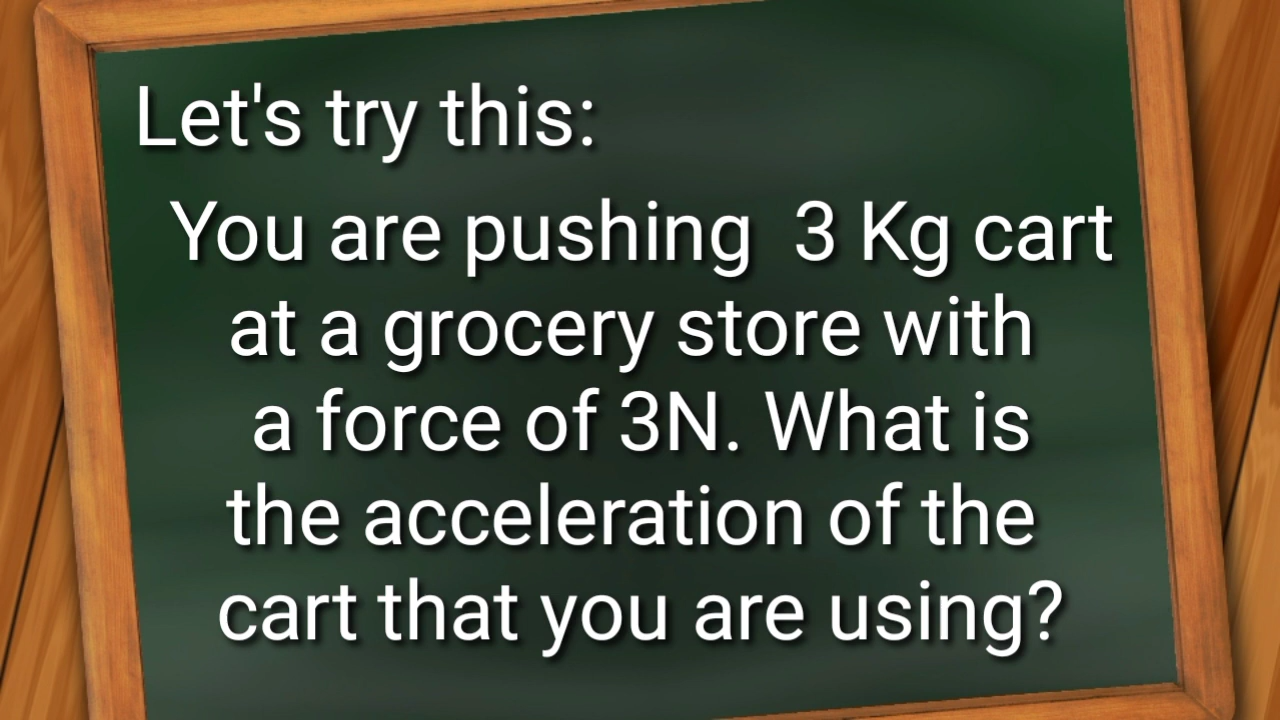 Let's try this:
You are pushing  3 Kg cart
at a grocery store with
a force of 3N. What is
the acceleration of the
cart that you are using?